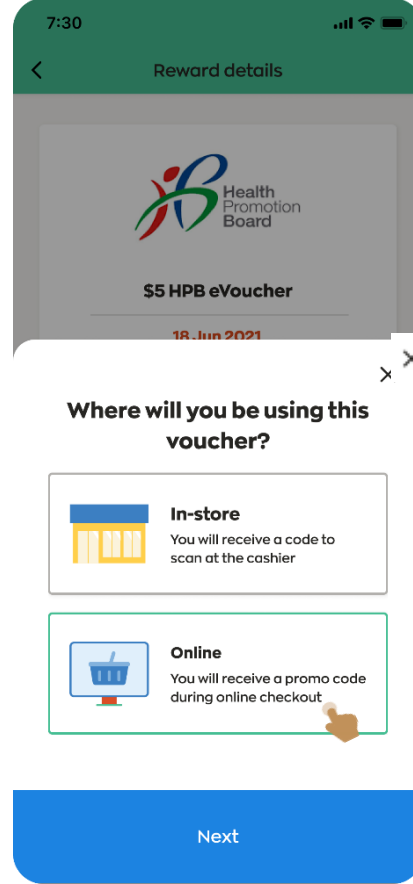 7:30
Reward details
Health
Promotion
Board
$5 HPB eVoucher
18 Jun 2021
Where will you be using this
voucher?
In-store
You will receive a code to
scan at the cashier
Online
You will receive a promo code
during online checkout
Next